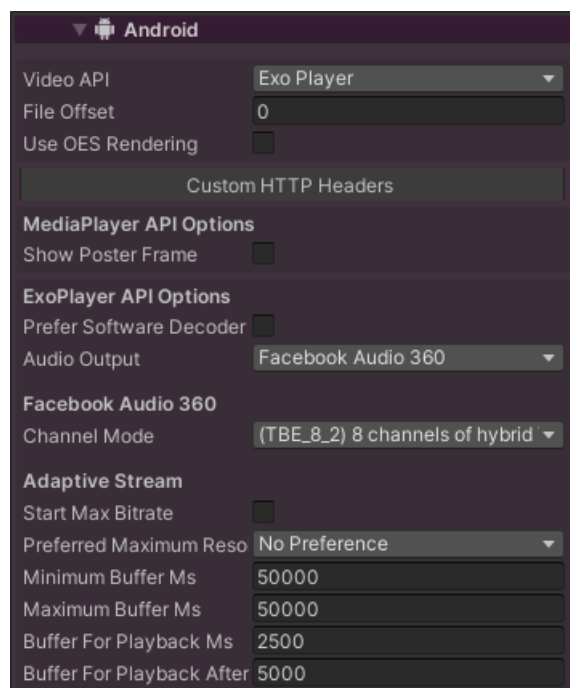 Android
Video API Exo Player
File Offset 0
Use OES Rendering
Custom HTTP Headers
MediaPlayer API Options
Show Poster Frame
ExoPlayer API Options
Prefer Software Decoder
Audio Output Facebook Audio 360
Facebook Audio 360
Channel Mode (TBE_8_2) 8 channels of hybrid
Adaptive Stream
Start Max Bitrate
Preferred Maximum Reso No Preference
Minimum Buffer Ms 50000
Maximum Buffer Ms 50000
Buffer For Playback Ms 2500
Buffer For Playback After 5000